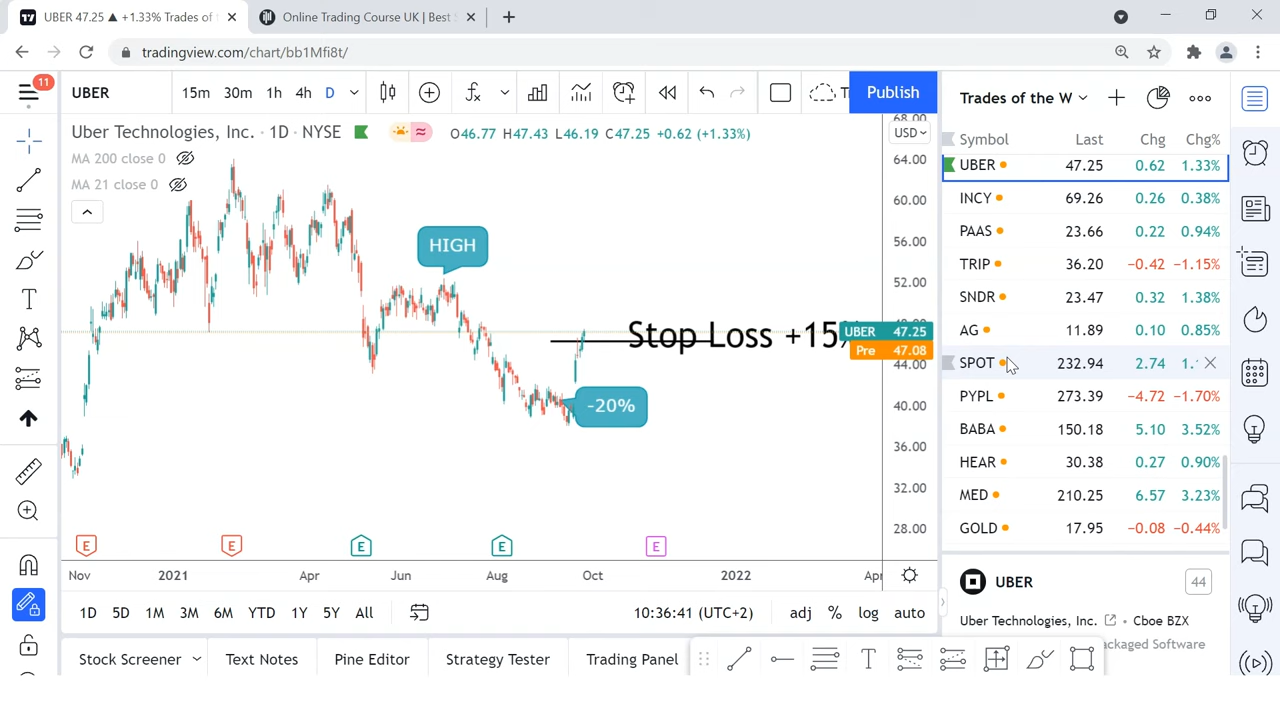 UBER 47.25 ▲ +1.33% Trades of
Online Trading Course UK | Best
tradingview.com/chart/bb1Mfi8t/
11
UBER
15m 30m 1h 4h D
Publish
Trades of the W
Uber Technologies, Inc. · 1D · NYSE
O46.77 H47.43 L46.19 C47.25 +0.62 (+1.33%)
MA 200 close 0
MA 21 close 0
USD
68.00
64.00
60.00
56.00
52.00
48.00
44.00
40.00
36.00
32.00
28.00
HIGH
Stop Loss +15%
UBER 47.25
Pre 47.08
-20%
E E E E E
Nov 2021 Apr Jun Aug Oct 2022 Apr
1D 5D 1M 3M 6M YTD 1Y 5Y All
10:36:41 (UTC+2)
adj % log auto
Stock Screener Text Notes Pine Editor Strategy Tester Trading Panel
Symbol Last Chg Chg%
UBER 47.25 0.62 1.33%
INCY 69.26 0.26 0.38%
PAAS 23.66 0.22 0.94%
TRIP 36.20 −0.42 −1.15%
SNDR 23.47 0.32 1.38%
AG 11.89 0.10 0.85%
SPOT 232.94 2.74 1.
PYPL 273.39 −4.72 −1.70%
BABA 150.18 5.10 3.52%
HEAR 30.38 0.27 0.90%
MED 210.25 6.57 3.23%
GOLD 17.95 −0.08 −0.44%
UBER
44
Uber Technologies, Inc. • Cboe BZX
ackaged Software